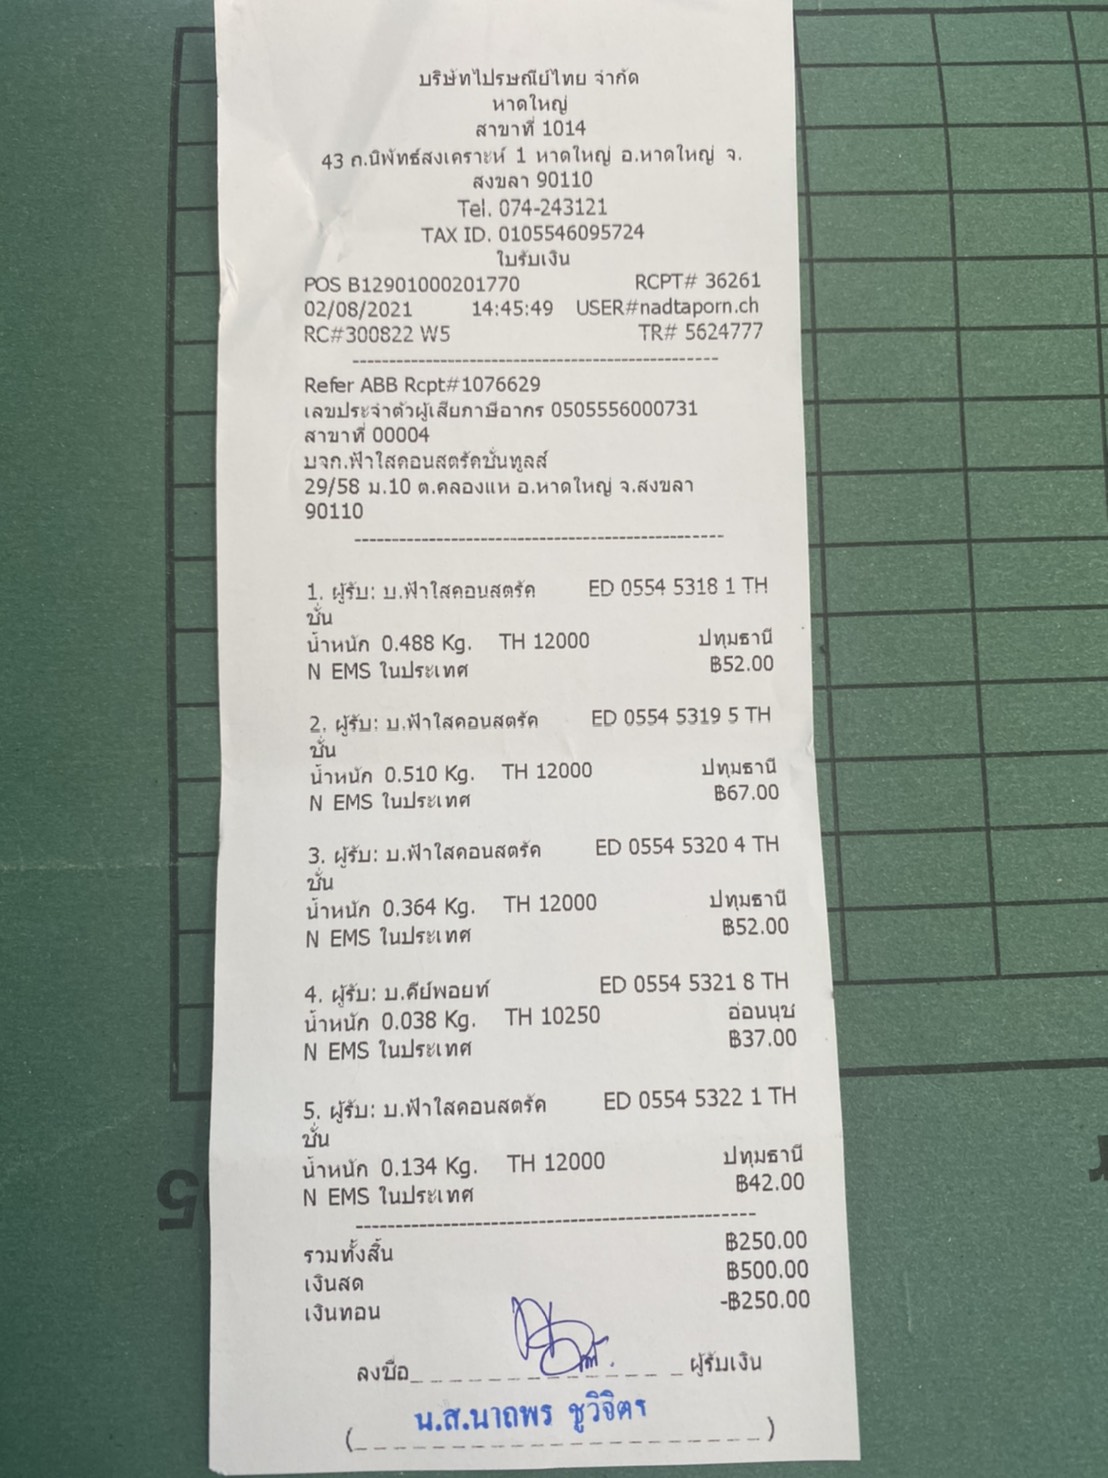 บริษัทไปรษณีย์ไทย จำกัด
หาดใหญ่
สาขาที่ 1014
43 ถ.นิพัทธ์สงเคราะห์ 1 หาดใหญ่ อ.หาดใหญ่ จ.
สงขลา 90110
Tel. 074-243121
TAX ID. 0105546095724
ใบรับเงิน
POS B12901000201770 RCPT# 36261
02/08/2021 14:45:49 USER#nadtaporn.ch
RC#300822 W5 TR# 5624777
Refer ABB Rcpt#1076629
เลขประจำตัวผู้เสียภาษีอากร 0505556000731
สาขาที่ 00004
บจก.ฟ้าใสคอนสตรัคชั่นทูลส์
29/58 ม.10 ต.คลองแห อ.หาดใหญ่ จ.สงขลา
90110
1. ผู้รับ: บ.ฟ้าใสคอนสตรัค ED 0554 5318 1 TH
ชั่น
น้ำหนัก 0.488 Kg. TH 12000 ปทุมธานี
N EMS ในประเทศ ฿52.00
2. ผู้รับ: บ.ฟ้าใสคอนสตรัค ED 0554 5319 5 TH
ชั่น
น้ำหนัก 0.510 Kg. TH 12000 ปทุมธานี
N EMS ในประเทศ ฿67.00
3. ผู้รับ: บ.ฟ้าใสคอนสตรัค ED 0554 5320 4 TH
ชั่น
น้ำหนัก 0.364 Kg. TH 12000 ปทุมธานี
N EMS ในประเทศ ฿52.00
4. ผู้รับ: บ.คีย์พอยท์ ED 0554 5321 8 TH
น้ำหนัก 0.038 Kg. TH 10250 อ่อนนุช
N EMS ในประเทศ ฿37.00
5. ผู้รับ: บ.ฟ้าใสคอนสตรัค ED 0554 5322 1 TH
ชั่น
น้ำหนัก 0.134 Kg. TH 12000 ปทุมธานี
N EMS ในประเทศ ฿42.00
รวมทั้งสิ้น ฿250.00
เงินสด ฿500.00
เงินทอน -฿250.00
ลงชื่อ ผู้รับเงิน
(น.ส.นาถพร ชูวิจิตร)